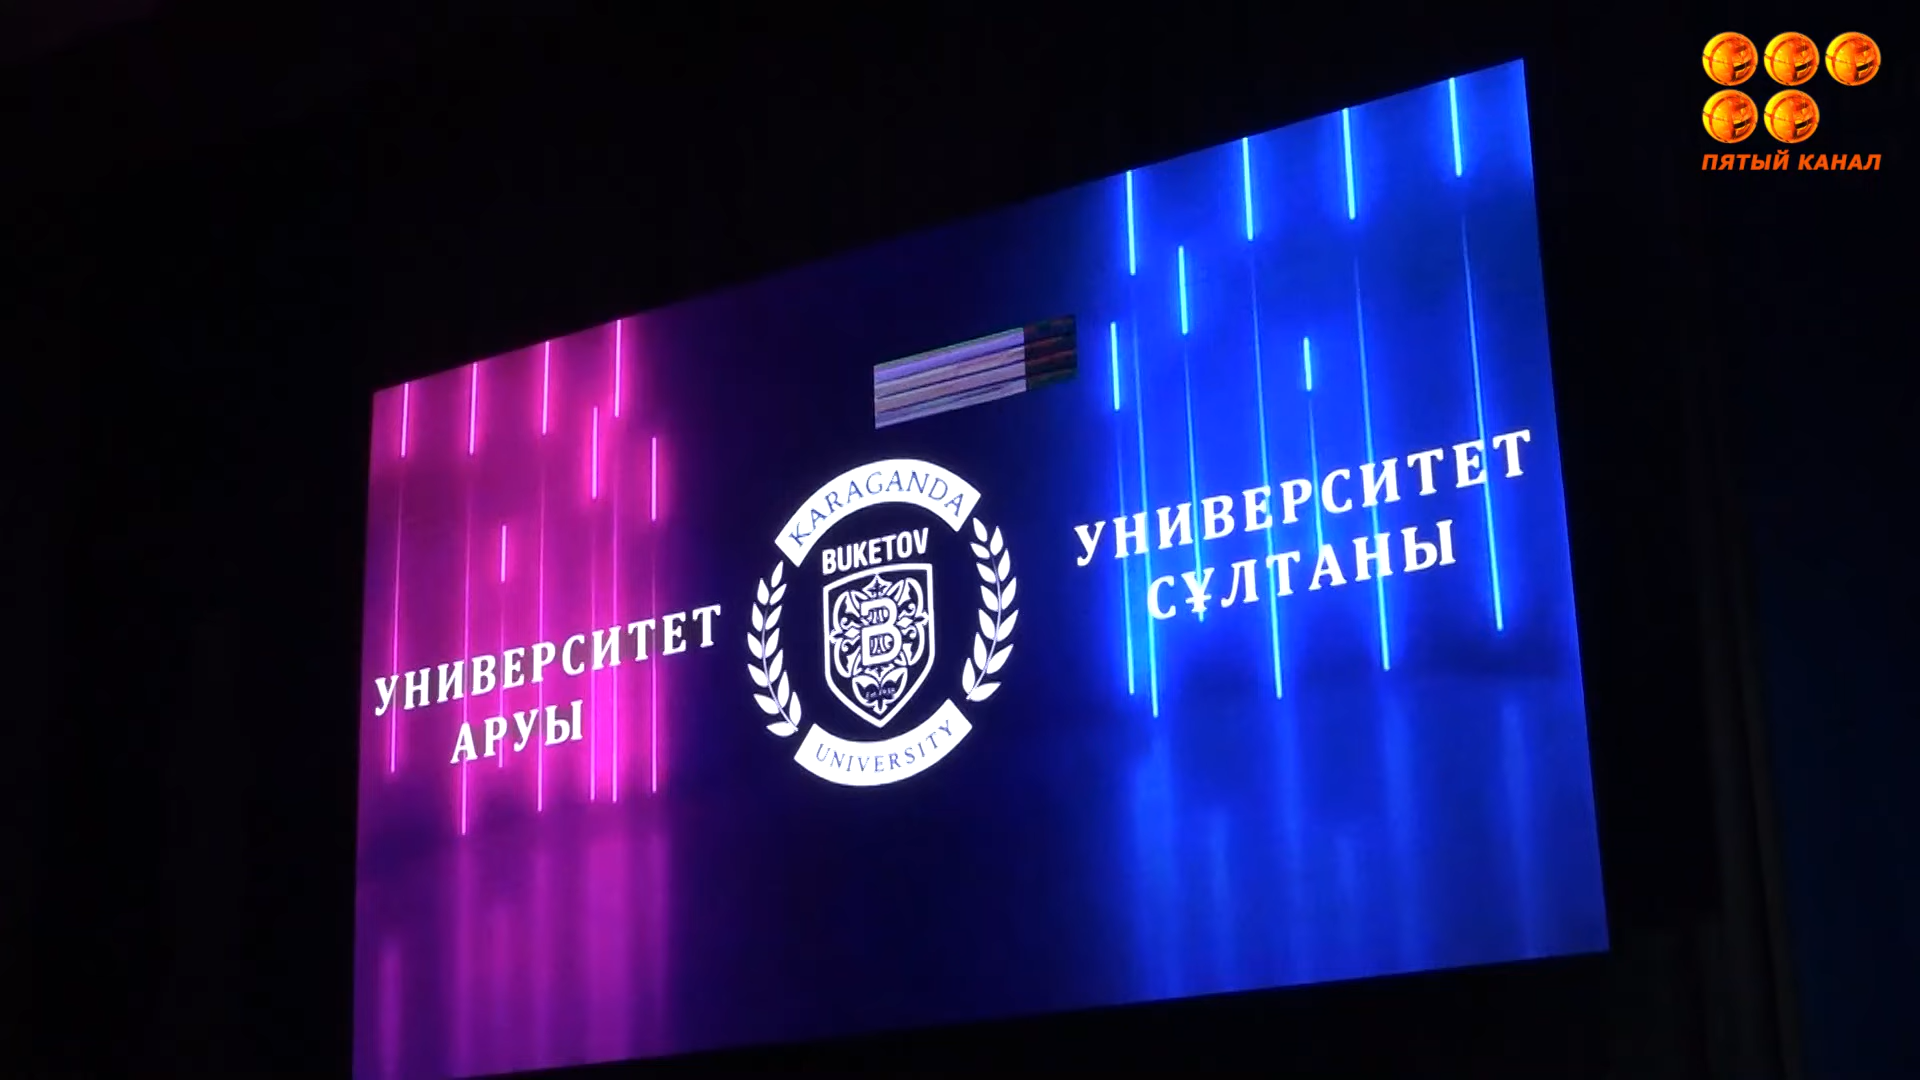 ПЯТЫЙ КАНАЛ
KARAGANDA
BUKETOV
B
UNIVERSITY
УНИВЕРСИТЕТ
АРУЫ
УНИВЕРСИТЕТ
СҰЛТАНЫ